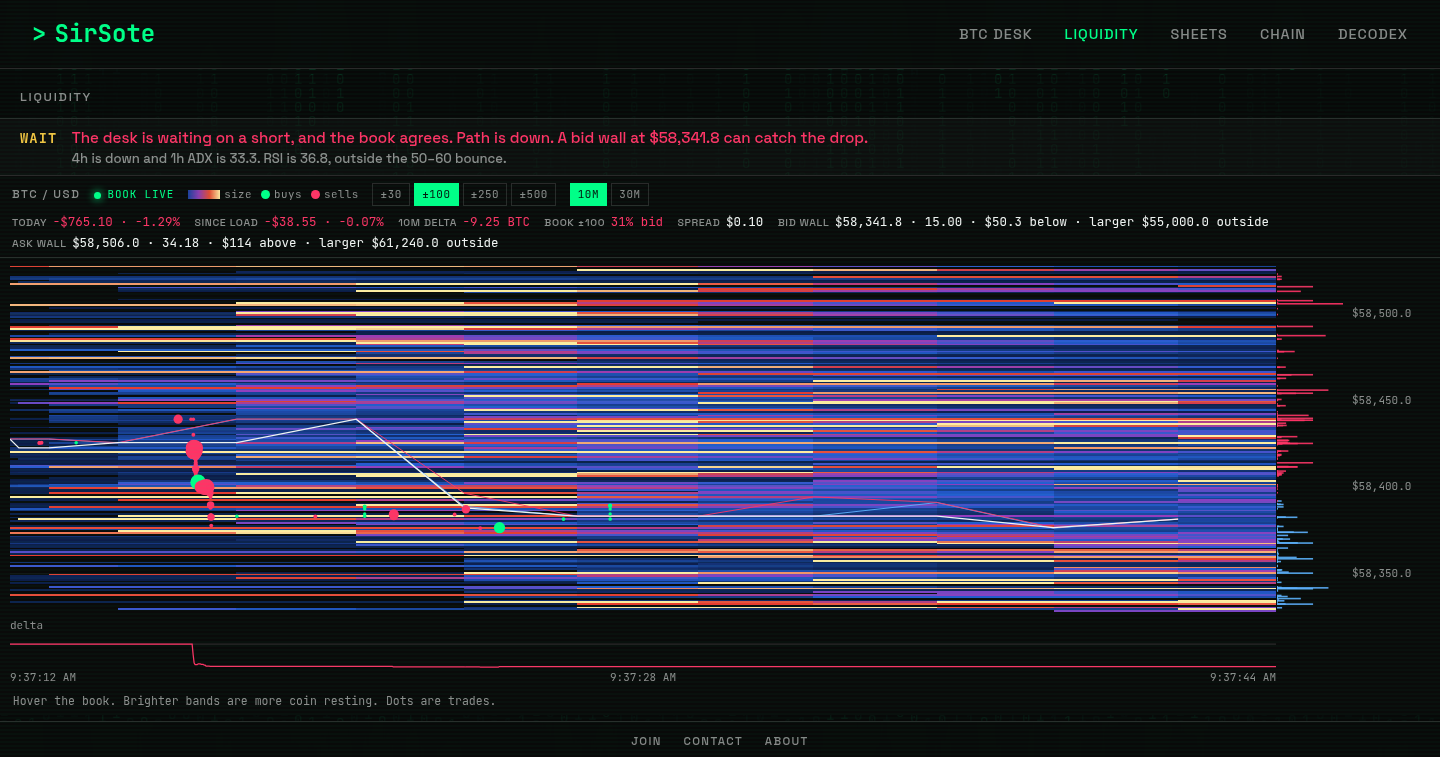 > SirSote
BTC DESK LIQUIDITY SHEETS CHAIN DECODEX
LIQUIDITY
WAIT The desk is waiting on a short, and the book agrees. Path is down. A bid wall at $58,341.8 can catch the drop.
4h is down and 1h ADX is 33.3. RSI is 36.8, outside the 50–60 bounce.
BTC / USD BOOK LIVE size buys sells ±30 ±100 ±250 ±500 10M 30M
TODAY -$765.10 · -1.29% SINCE LOAD -$38.55 · -0.07% 10M DELTA -9.25 BTC BOOK ±100 31% bid SPREAD $0.10 BID WALL $58,341.8 · 15.00 · $50.3 below · larger $55,000.0 outside
ASK WALL $58,506.0 · 34.18 · $114 above · larger $61,240.0 outside
$58,500.0
$58,450.0
$58,400.0
$58,350.0
delta
9:37:12 AM 9:37:28 AM 9:37:44 AM
Hover the book. Brighter bands are more coin resting. Dots are trades.
JOIN CONTACT ABOUT